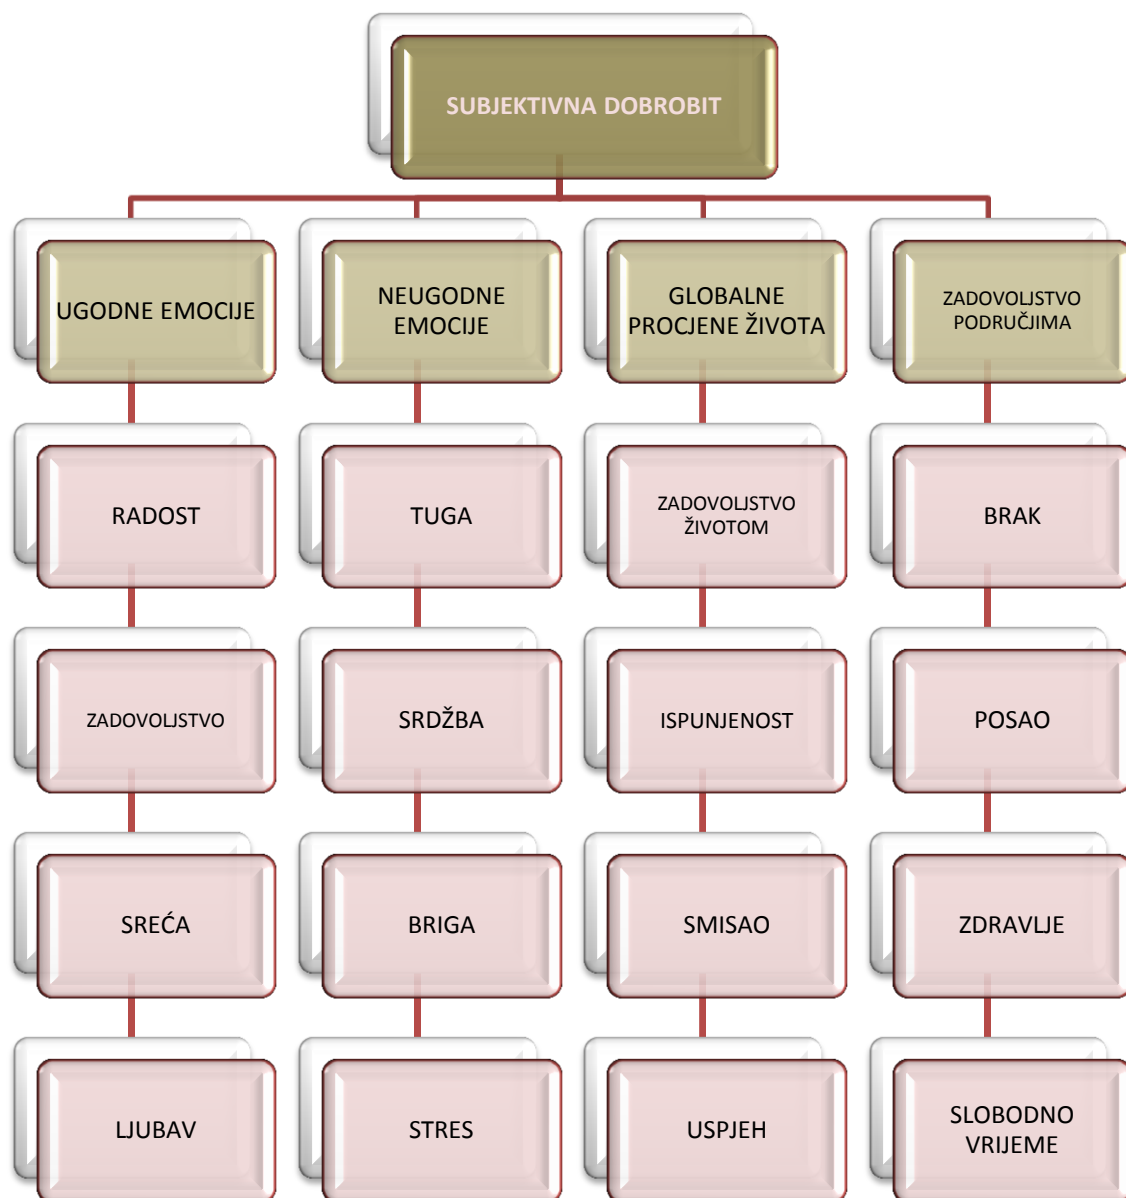 SUBJEKTIVNA DOBROBIT
UGODNE EMOCIJE
NEUGODNE
EMOCIJE
GLOBALNE
PROCJENE ŽIVOTA
ZADOVOLJSTVO
PODRUČJIMA
RADOST
TUGA
ZADOVOLJSTVO
ŽIVOTOM
BRAK
ZADOVOLJSTVO
SRDŽBA
ISPUNJENOST
POSAO
SREĆA
BRIGA
SMISAO
ZDRAVLJE
LJUBAV
STRES
USPJEH
SLOBODNO
VRIJEME